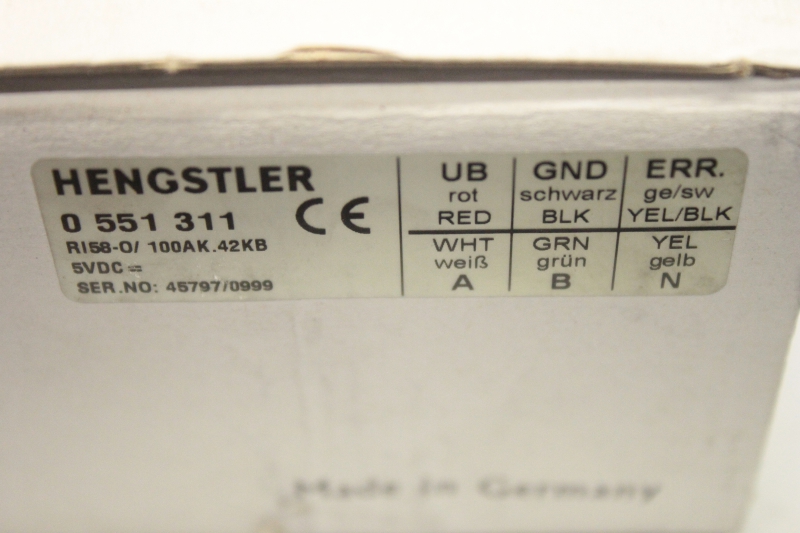 HENGSTLER
0 551 311 CE
RI58-O/ 100AK.42KB
5VDC ⎓
SER.NO: 45797/0999
UB GND ERR.
rot schwarz ge/sw
RED BLK YEL/BLK
WHT GRN YEL
weiß grün gelb
A B N
Made in Germany